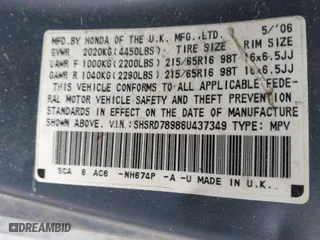 MFD.BY HONDA OF THE U.K. MFG.,LTD. 5/'06
GVWR 2020KG(4450LBS) TIRE SIZE RIM SIZE
GAWR F 1000KG(2200LBS) 215/65R16 98T 16x6.5JJ
GAWR R 1040KG(2290LBS) 215/65R16 98T 16x6.5JJ
THIS VEHICLE CONFORMS TO ALL APPLICABLE FEDE-
RAL MOTOR VEHICLE SAFETY AND THEFT PREVENTION
STANDARDS IN EFFECT ON THE DATE OF MANUFACTURE
SHOWN ABOVE. V.I.N.:SHSRD78986U437349 TYPE: MPV
SCA 6 AC6 -NH674P -A -U MADE IN U.K.
AUTOBIDMASTER